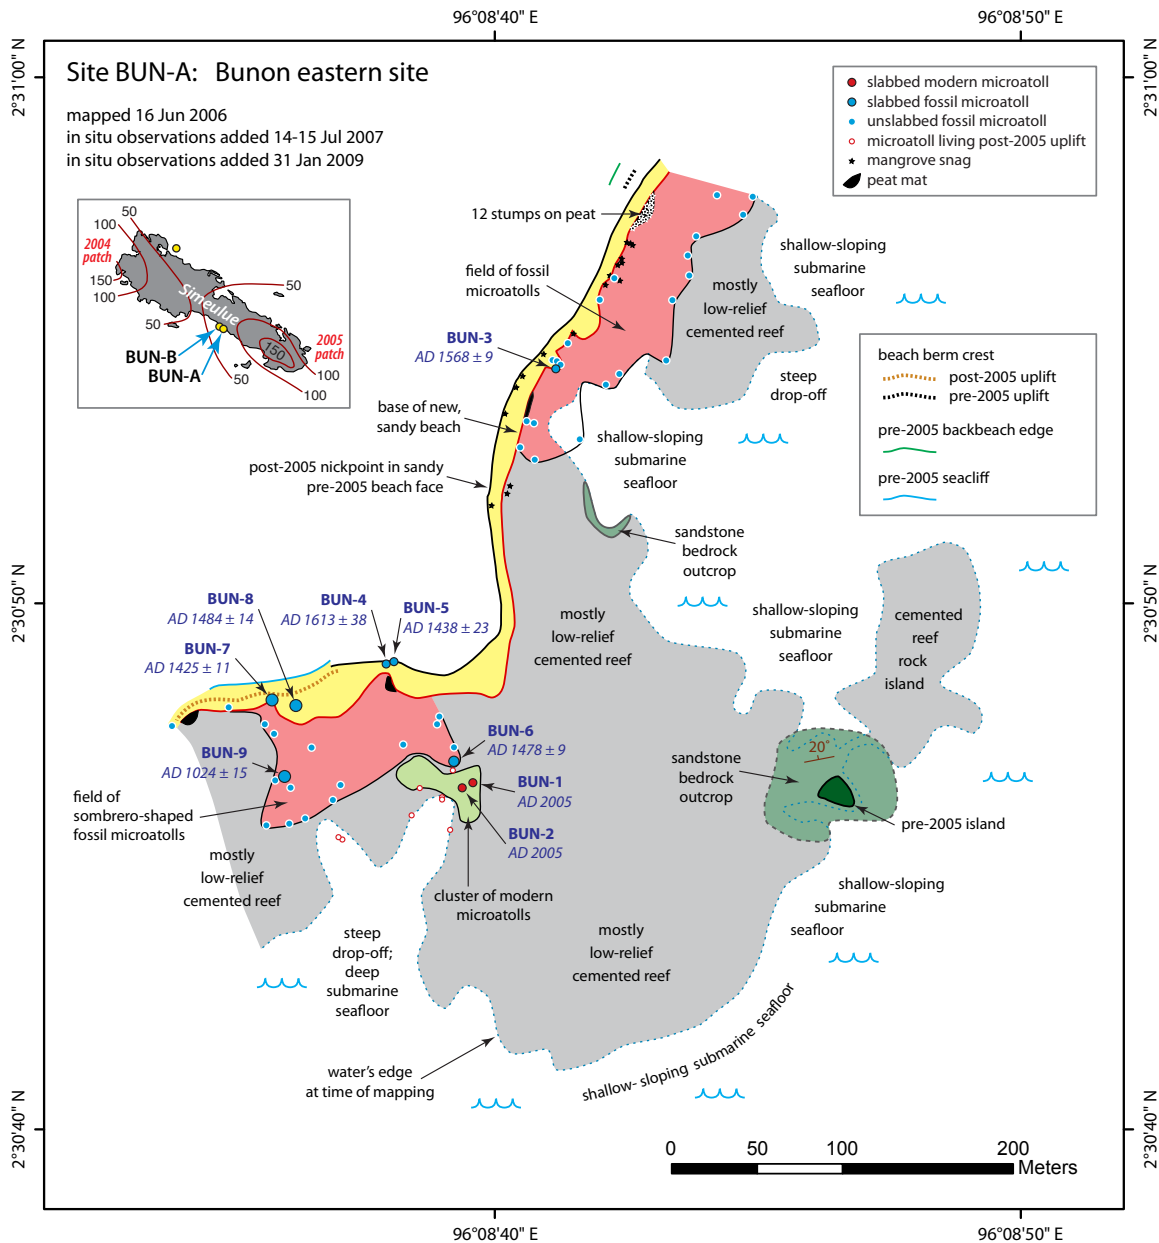 96°08'40" E
96°08'50" E
2°31'00" N
2°31'00" N
Site BUN-A: Bunon eastern site
mapped 16 Jun 2006
in situ observations added 14-15 Jul 2007
in situ observations added 31 Jan 2009
slabbed modern microatoll
slabbed fossil microatoll
unslabbed fossil microatoll
microatoll living post-2005 uplift
mangrove snag
peat mat
50
100
2004
patch
150
100
50
50
Simeulue
BUN-B
BUN-A
150
2005
patch
100
50
100
12 stumps on peat
field of fossil
microatolls
shallow-sloping
submarine
seafloor
mostly
low-relief
cemented reef
BUN-3
AD 1568 ± 9
steep
drop-off
beach berm crest
post-2005 uplift
pre-2005 uplift
pre-2005 backbeach edge
pre-2005 seacliff
base of new,
sandy beach
shallow-sloping
submarine
seafloor
post-2005 nickpoint in sandy
pre-2005 beach face
sandstone
bedrock
outcrop
2°30'50" N
2°30'50" N
BUN-8
AD 1484 ± 14
BUN-4
AD 1613 ± 38
BUN-5
AD 1438 ± 23
BUN-7
AD 1425 ± 11
mostly
low-relief
cemented reef
shallow-sloping
submarine
seafloor
cemented
reef
rock
island
BUN-9
AD 1024 ± 15
BUN-6
AD 1478 ± 9
BUN-1
AD 2005
BUN-2
AD 2005
sandstone
bedrock
outcrop
20°
pre-2005 island
field of
sombrero-shaped
fossil microatolls
mostly
low-relief
cemented reef
cluster of modern
microatolls
shallow-sloping
submarine
seafloor
steep
drop-off;
deep
submarine
seafloor
mostly
low-relief
cemented reef
shallow- sloping submarine seafloor
water's edge
at time of mapping
2°30'40" N
2°30'40" N
0
50
100
200
Meters
96°08'40" E
96°08'50" E